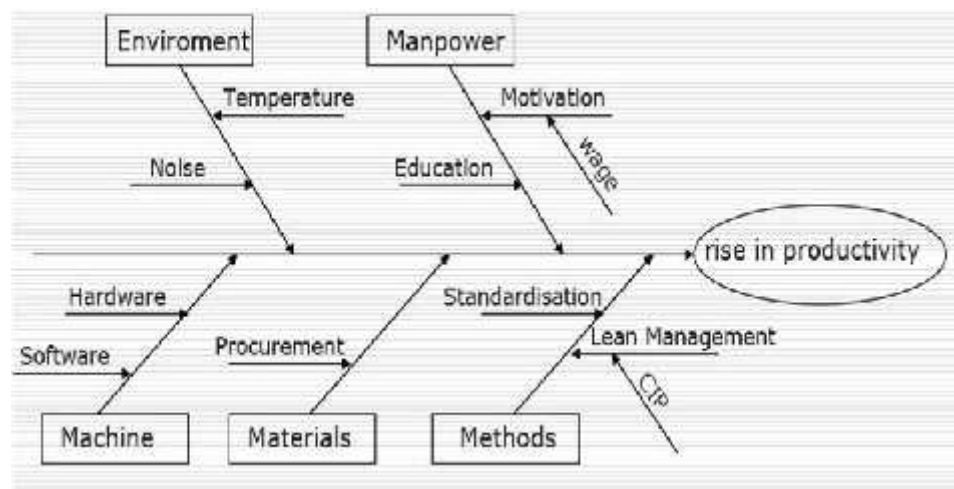 Enviroment
Manpower
Temperature
Motivation
Noise
Education
wage
rise in productivity
Hardware
Standardisation
Software
Procurement
Lean Management
CIP
Machine
Materials
Methods